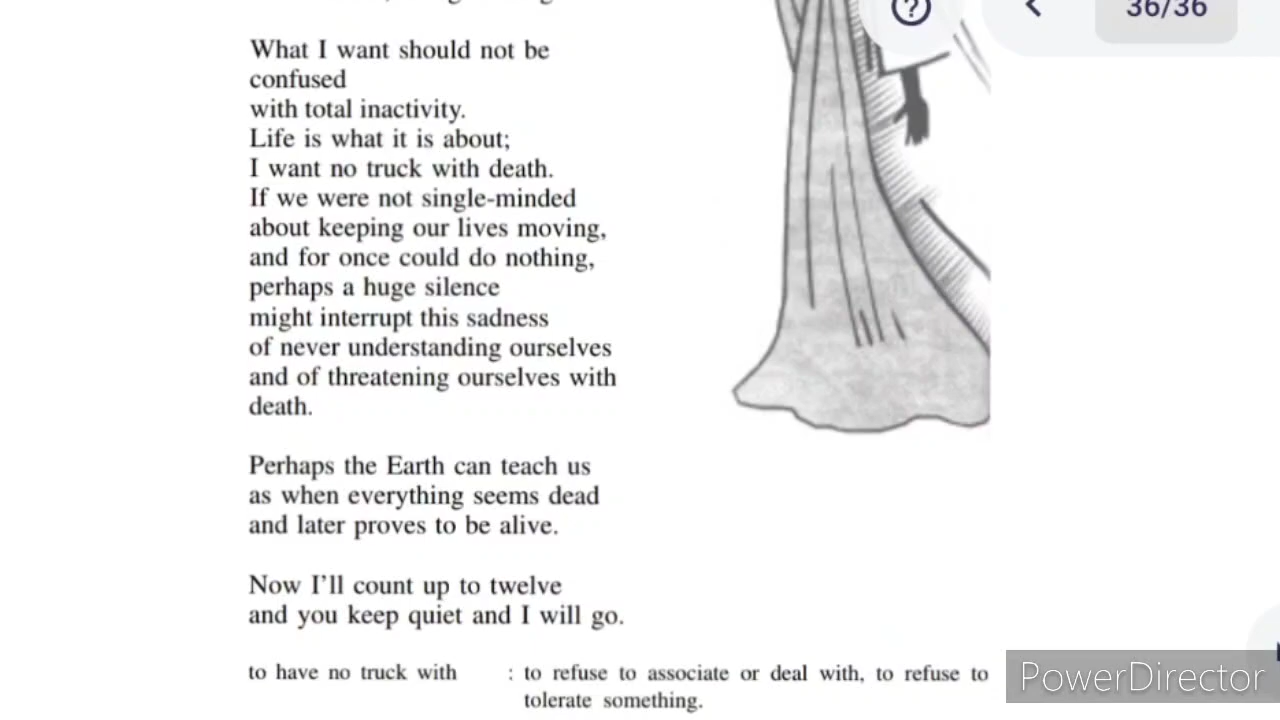 36/36
What I want should not be
confused
with total inactivity.
Life is what it is about;
I want no truck with death.
If we were not single-minded
about keeping our lives moving,
and for once could do nothing,
perhaps a huge silence
might interrupt this sadness
of never understanding ourselves
and of threatening ourselves with
death.
Perhaps the Earth can teach us
as when everything seems dead
and later proves to be alive.
Now I'll count up to twelve
and you keep quiet and I will go.
to have no truck with : to refuse to associate or deal with, to refuse to
tolerate something.
PowerDirector